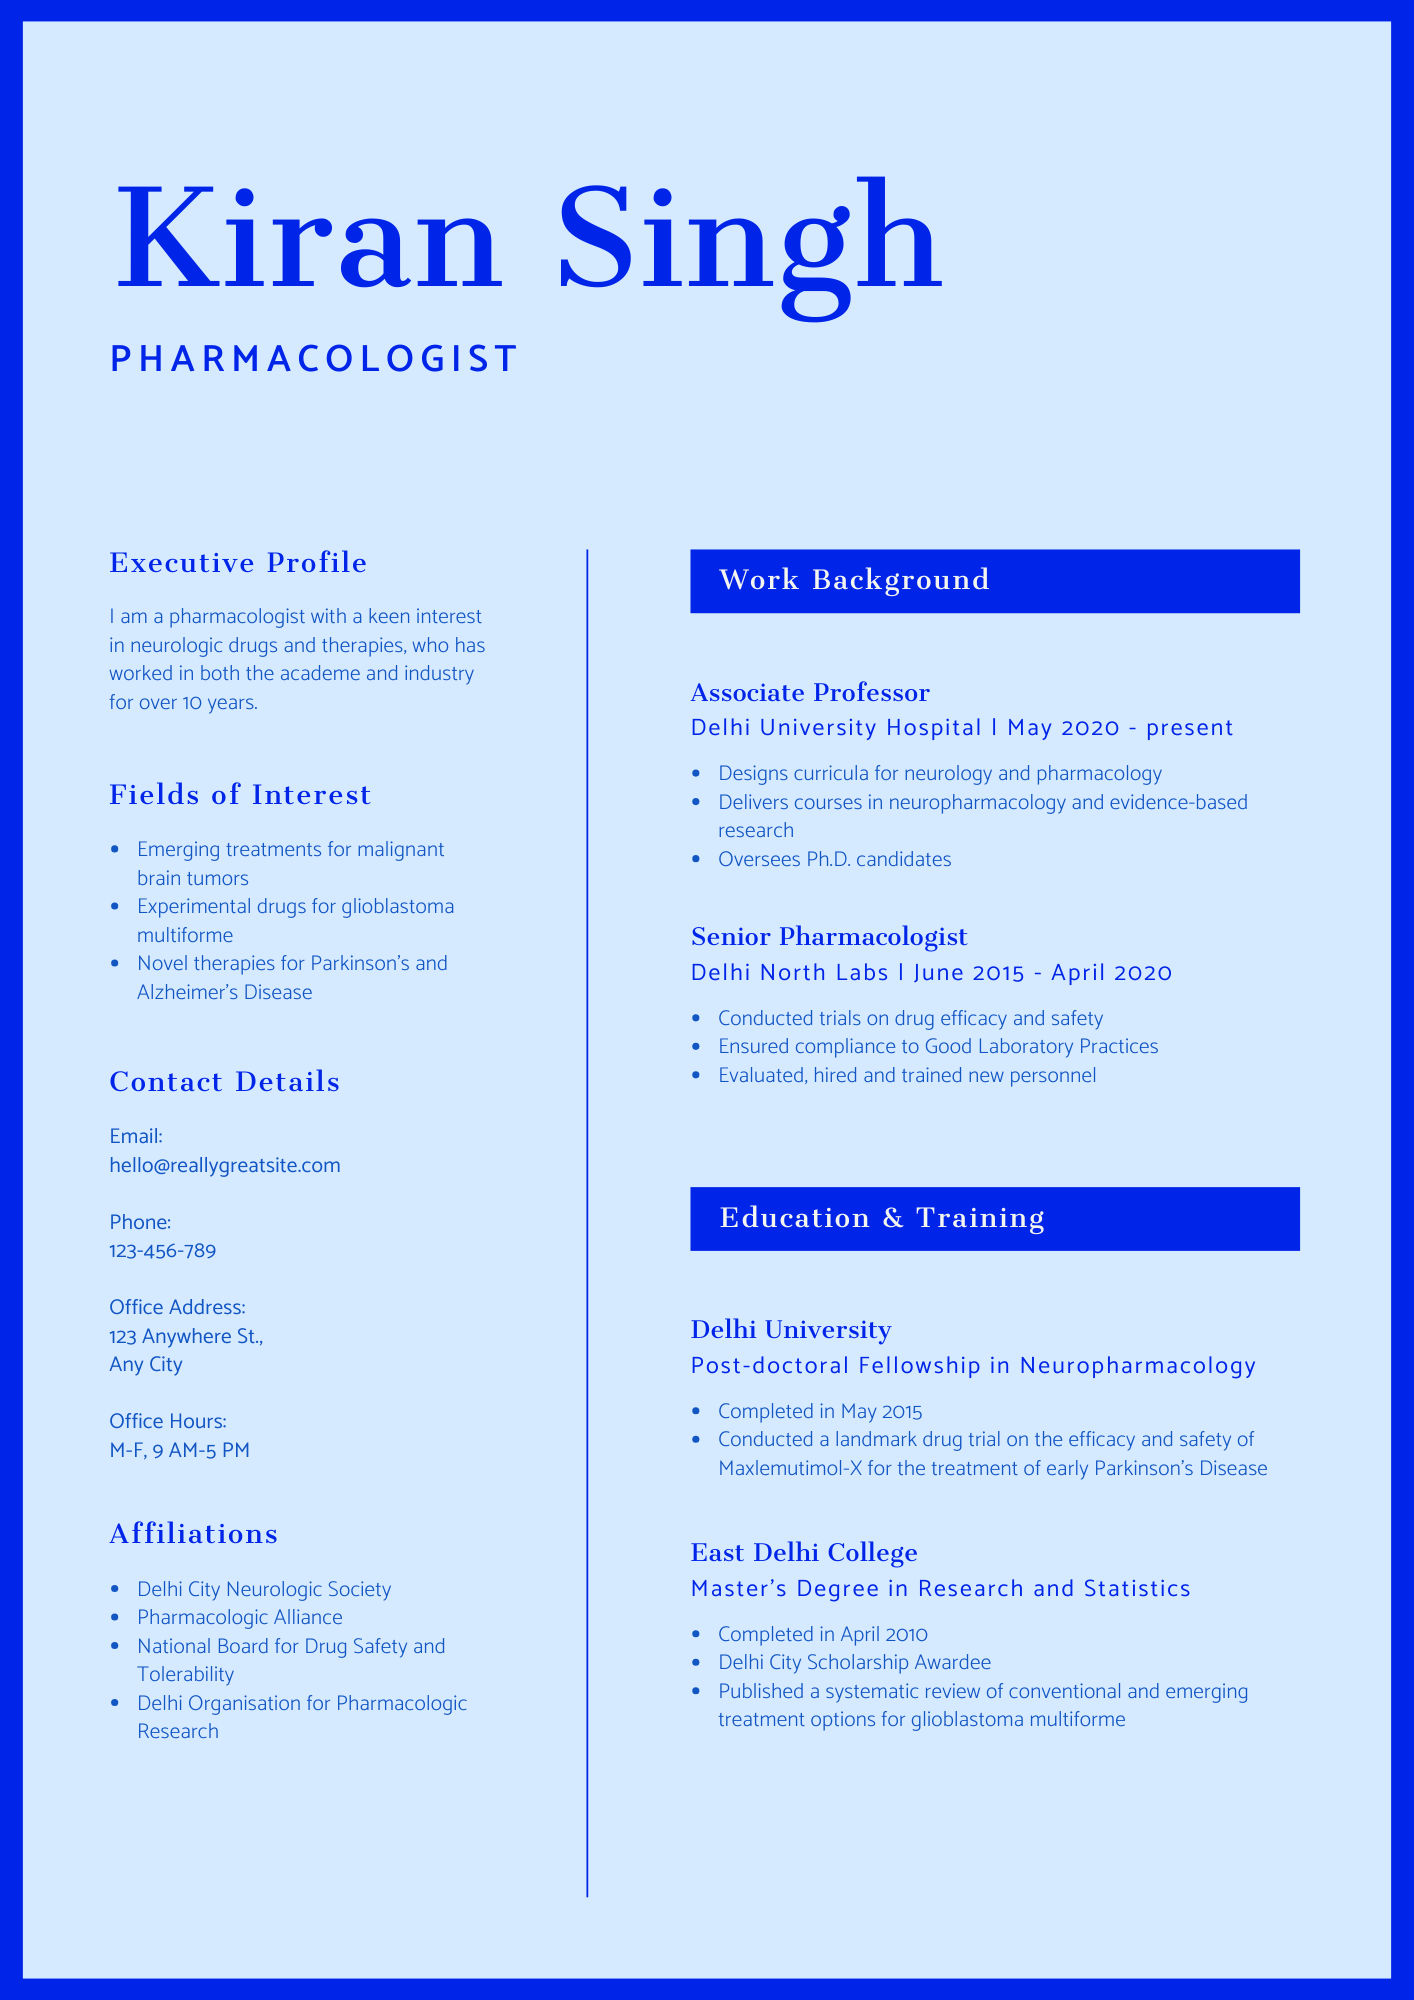 Kiran Singh
PHARMACOLOGIST
Executive Profile
I am a pharmacologist with a keen interest
in neurologic drugs and therapies, who has
worked in both the academe and industry
for over 10 years.
Fields of Interest
• Emerging treatments for malignant
brain tumors
• Experimental drugs for glioblastoma
multiforme
• Novel therapies for Parkinson's and
Alzheimer's Disease
Contact Details
Email:
hello@reallygreatsite.com
Phone:
123-456-789
Office Address:
123 Anywhere St.,
Any City
Office Hours:
M-F, 9 AM-5 PM
Affiliations
• Delhi City Neurologic Society
• Pharmacologic Alliance
• National Board for Drug Safety and
Tolerability
• Delhi Organisation for Pharmacologic
Research
Work Background
Associate Professor
Delhi University Hospital | May 2020 - present
• Designs curricula for neurology and pharmacology
• Delivers courses in neuropharmacology and evidence-based
research
• Oversees Ph.D. candidates
Senior Pharmacologist
Delhi North Labs | June 2015 - April 2020
• Conducted trials on drug efficacy and safety
• Ensured compliance to Good Laboratory Practices
• Evaluated, hired and trained new personnel
Education & Training
Delhi University
Post-doctoral Fellowship in Neuropharmacology
• Completed in May 2015
• Conducted a landmark drug trial on the efficacy and safety of
Maxlemutimol-X for the treatment of early Parkinson's Disease
East Delhi College
Master's Degree in Research and Statistics
• Completed in April 2010
• Delhi City Scholarship Awardee
• Published a systematic review of conventional and emerging
treatment options for glioblastoma multiforme